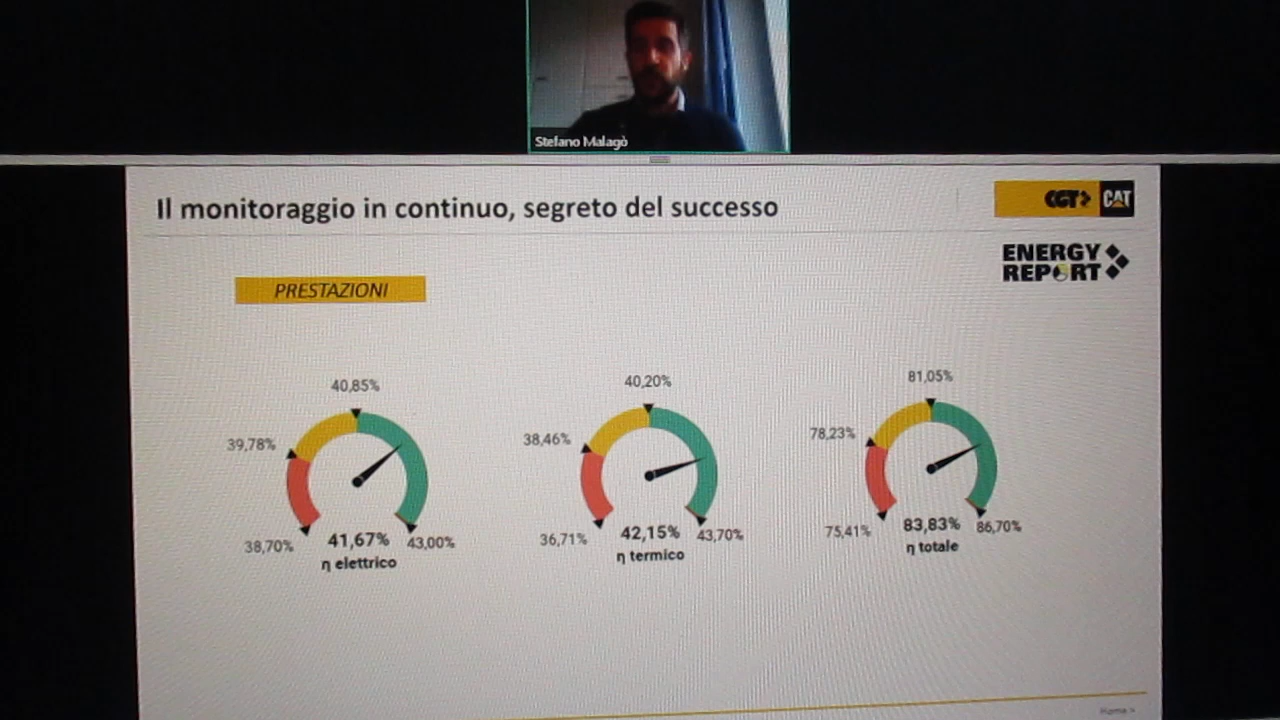 Stefano Malagò
Il monitoraggio in continuo, segreto del successo
CGT CAT
ENERGY
REPORT
PRESTAZIONI
40,85%
39,78%
38,70%
41,67%
43,00%
η elettrico
40,20%
38,46%
36,71%
42,15%
43,70%
η termico
81,05%
78,23%
75,41%
83,83%
86,70%
η totale
Home >